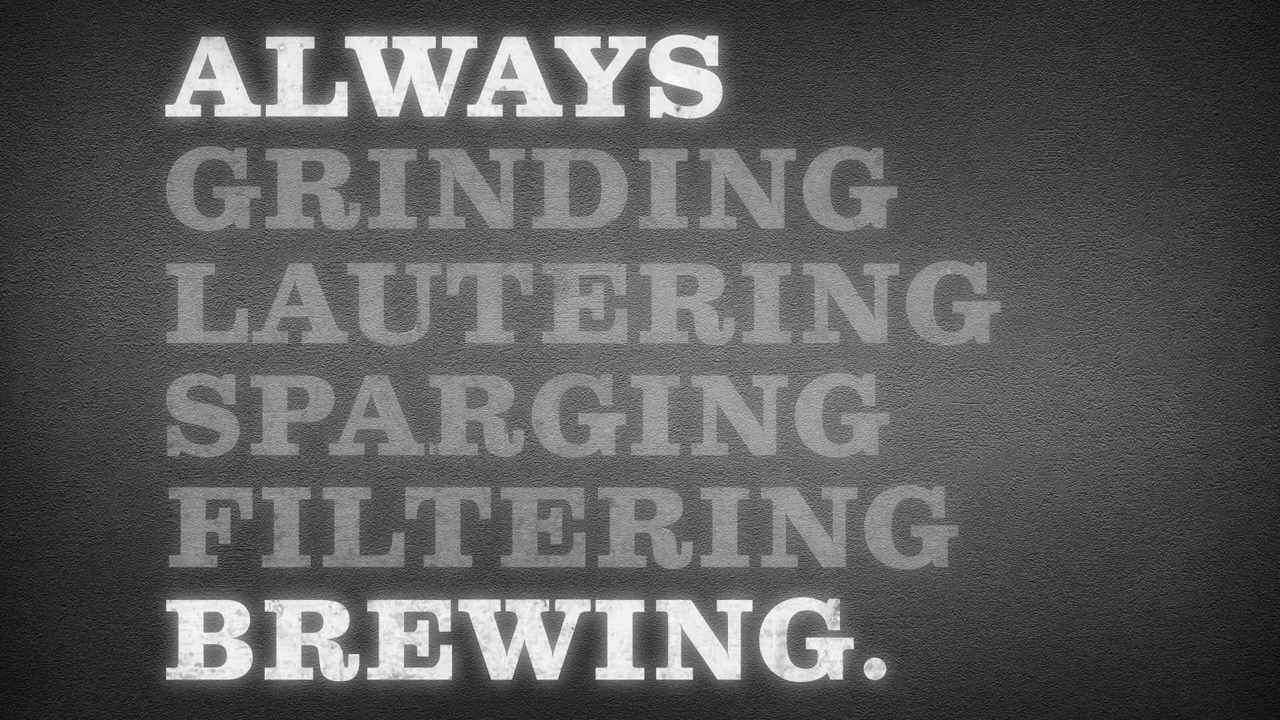 ALWAYS
GRINDING
LAUTERING
SPARGING
FILTERING
BREWING.